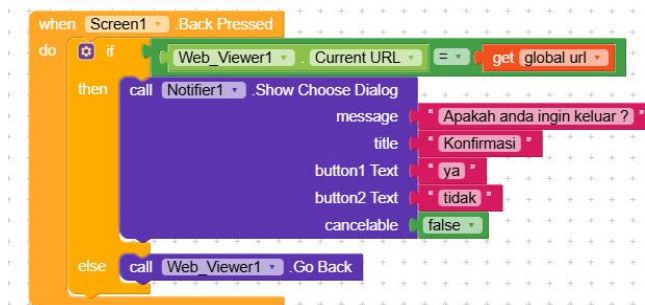 when Screen1 .Back Pressed
do if Web_Viewer1 . Current URL = get global url
then call Notifier1 .Show Choose Dialog
message " Apakah anda ingin keluar ? "
title " Konfirmasi "
button1 Text " ya "
button2 Text " tidak "
cancelable false
else call Web_Viewer1 .Go Back